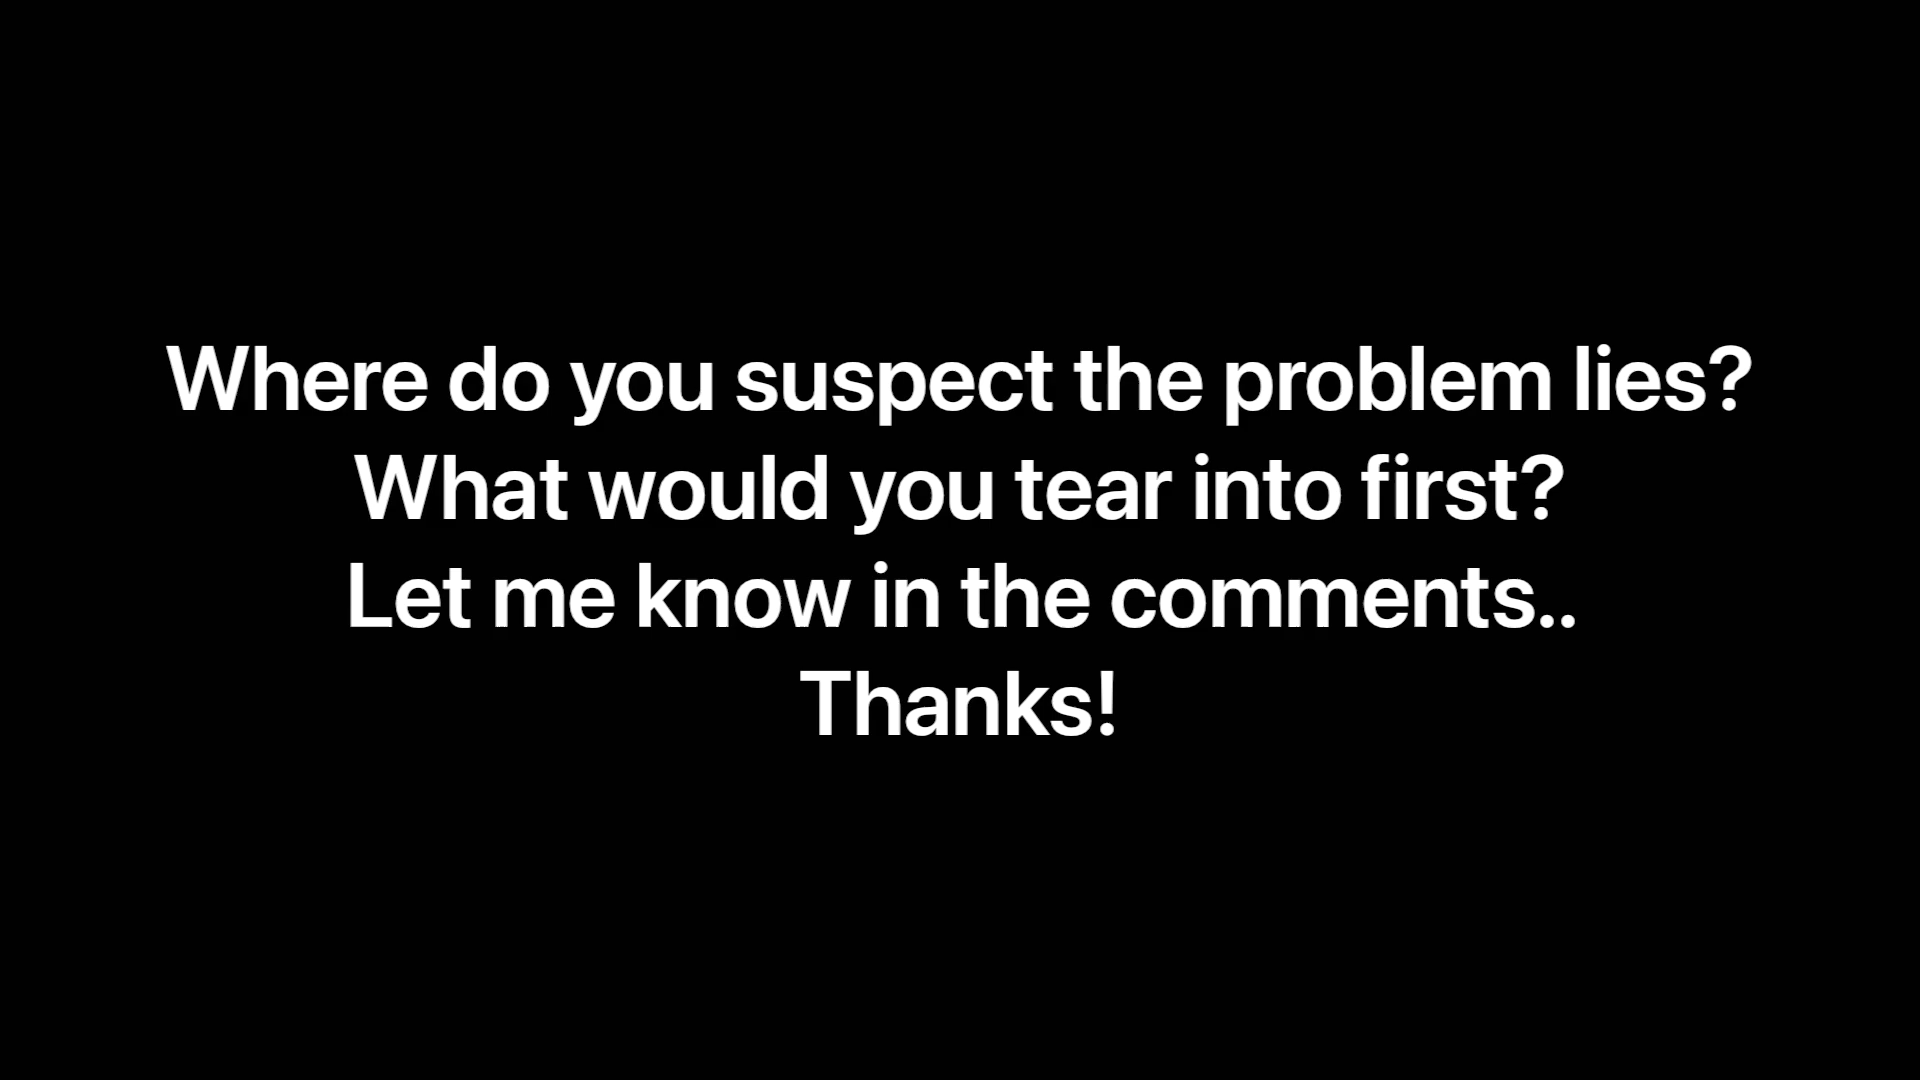 Where do you suspect the problem lies?
What would you tear into first?
Let me know in the comments..
Thanks!